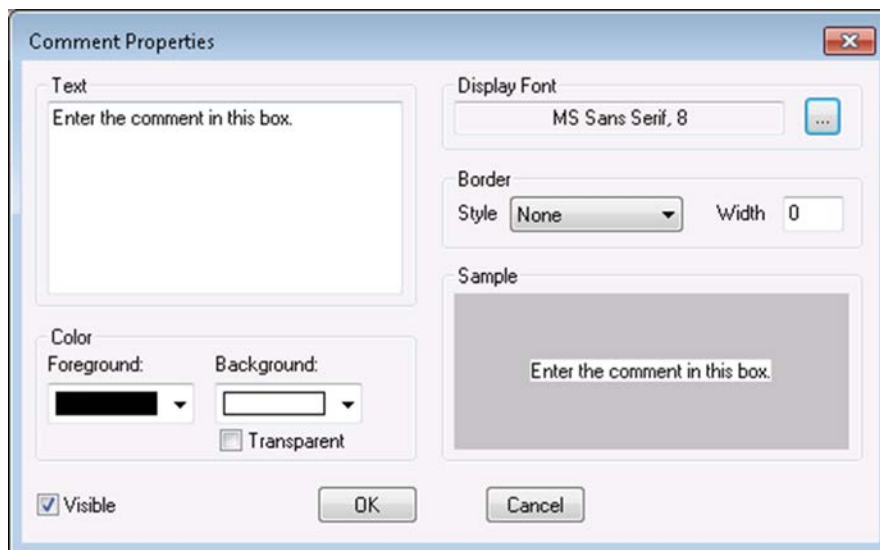 Comment Properties
Text
Enter the comment in this box.
Display Font
MS Sans Serif, 8
...
Border
Style None Width 0
Sample
Enter the comment in this box.
Color
Foreground: Background:
Transparent
Visible OK Cancel